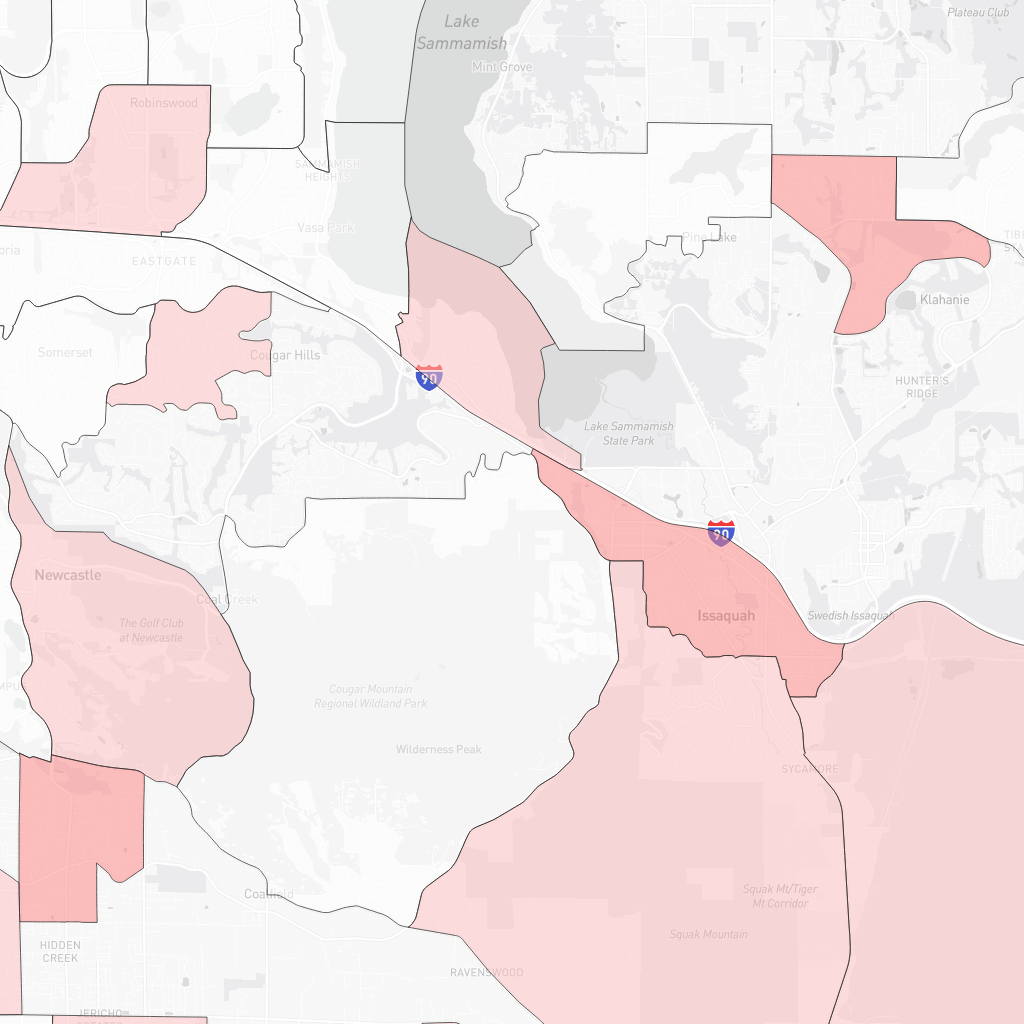 Lake
Sammamish
Plateau Club
Mint Grove
Robinswood
SAMMAMISH
HEIGHTS
Vasa Park
Pine Lake
EASTGATE
Klahanie
Somerset
Cougar Hills
90
HUNTER'S
RIDGE
Lake Sammamish
State Park
90
Newcastle
Coal Creek
The Golf Club
at Newcastle
Issaquah
Swedish Issaquah
Cougar Mountain
Regional Wildland Park
Wilderness Peak
SYCAMORE
Coalfield
Squak Mt/Tiger
Mt Corridor
Squak Mountain
HIDDEN
CREEK
RAVENSWOOD
JERICHO